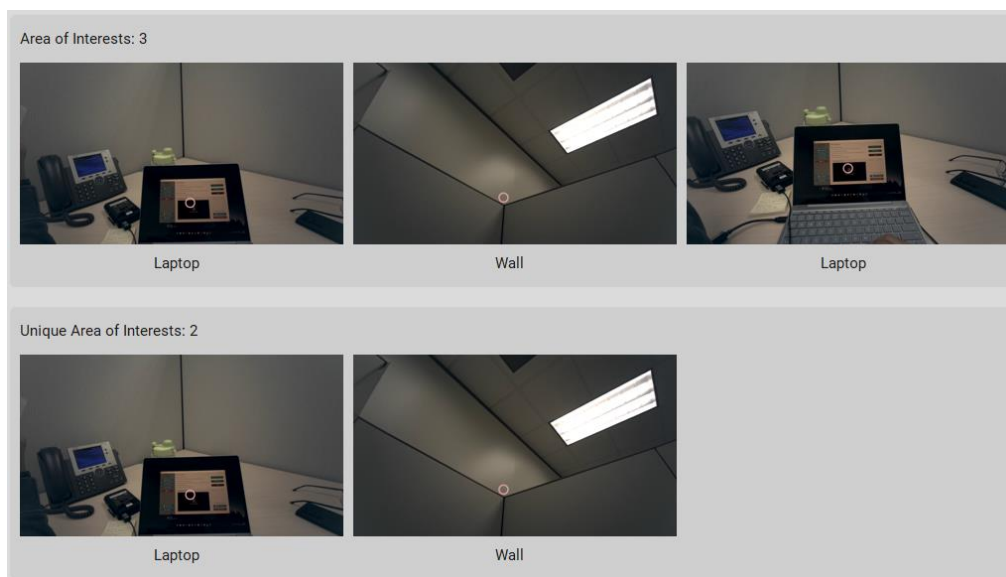 Area of Interests: 3
Laptop
Wall
Laptop
Unique Area of Interests: 2
Laptop
Wall